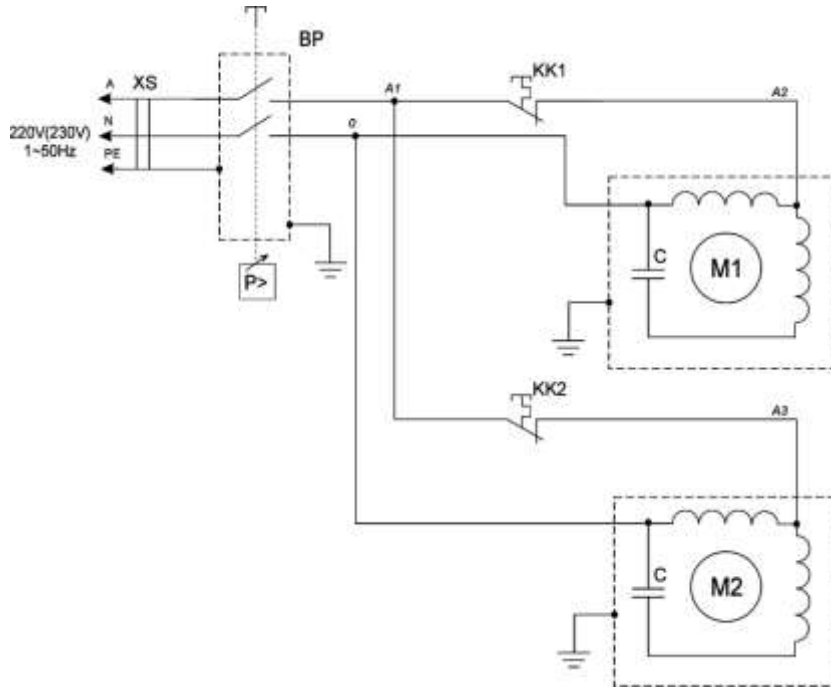 BP
A XS
A1
KK1
A2
N
220V(230V)
0
1~50Hz
PE
C
M1
P>
KK2
A3
C
M2